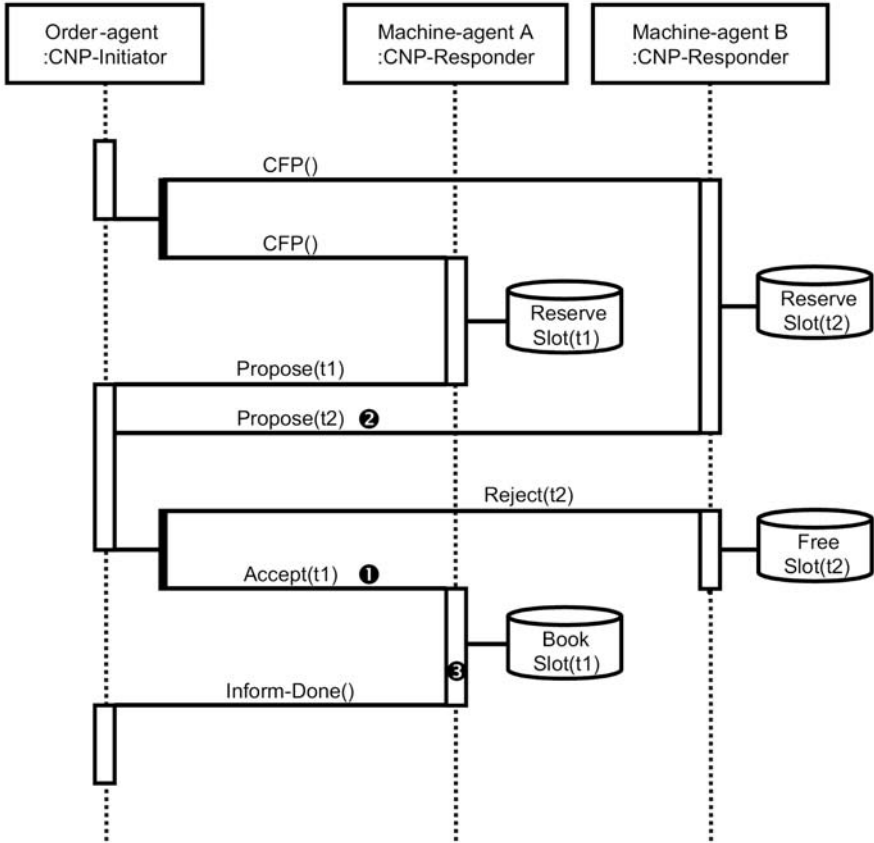 Order-agent
:CNP-Initiator
Machine-agent A
:CNP-Responder
Machine-agent B
:CNP-Responder
CFP()
CFP()
Reserve
Slot(t1)
Reserve
Slot(t2)
Propose(t1)
Propose(t2) ❷
Reject(t2)
Free
Slot(t2)
Accept(t1) ❶
Book
Slot(t1)
❸
Inform-Done()